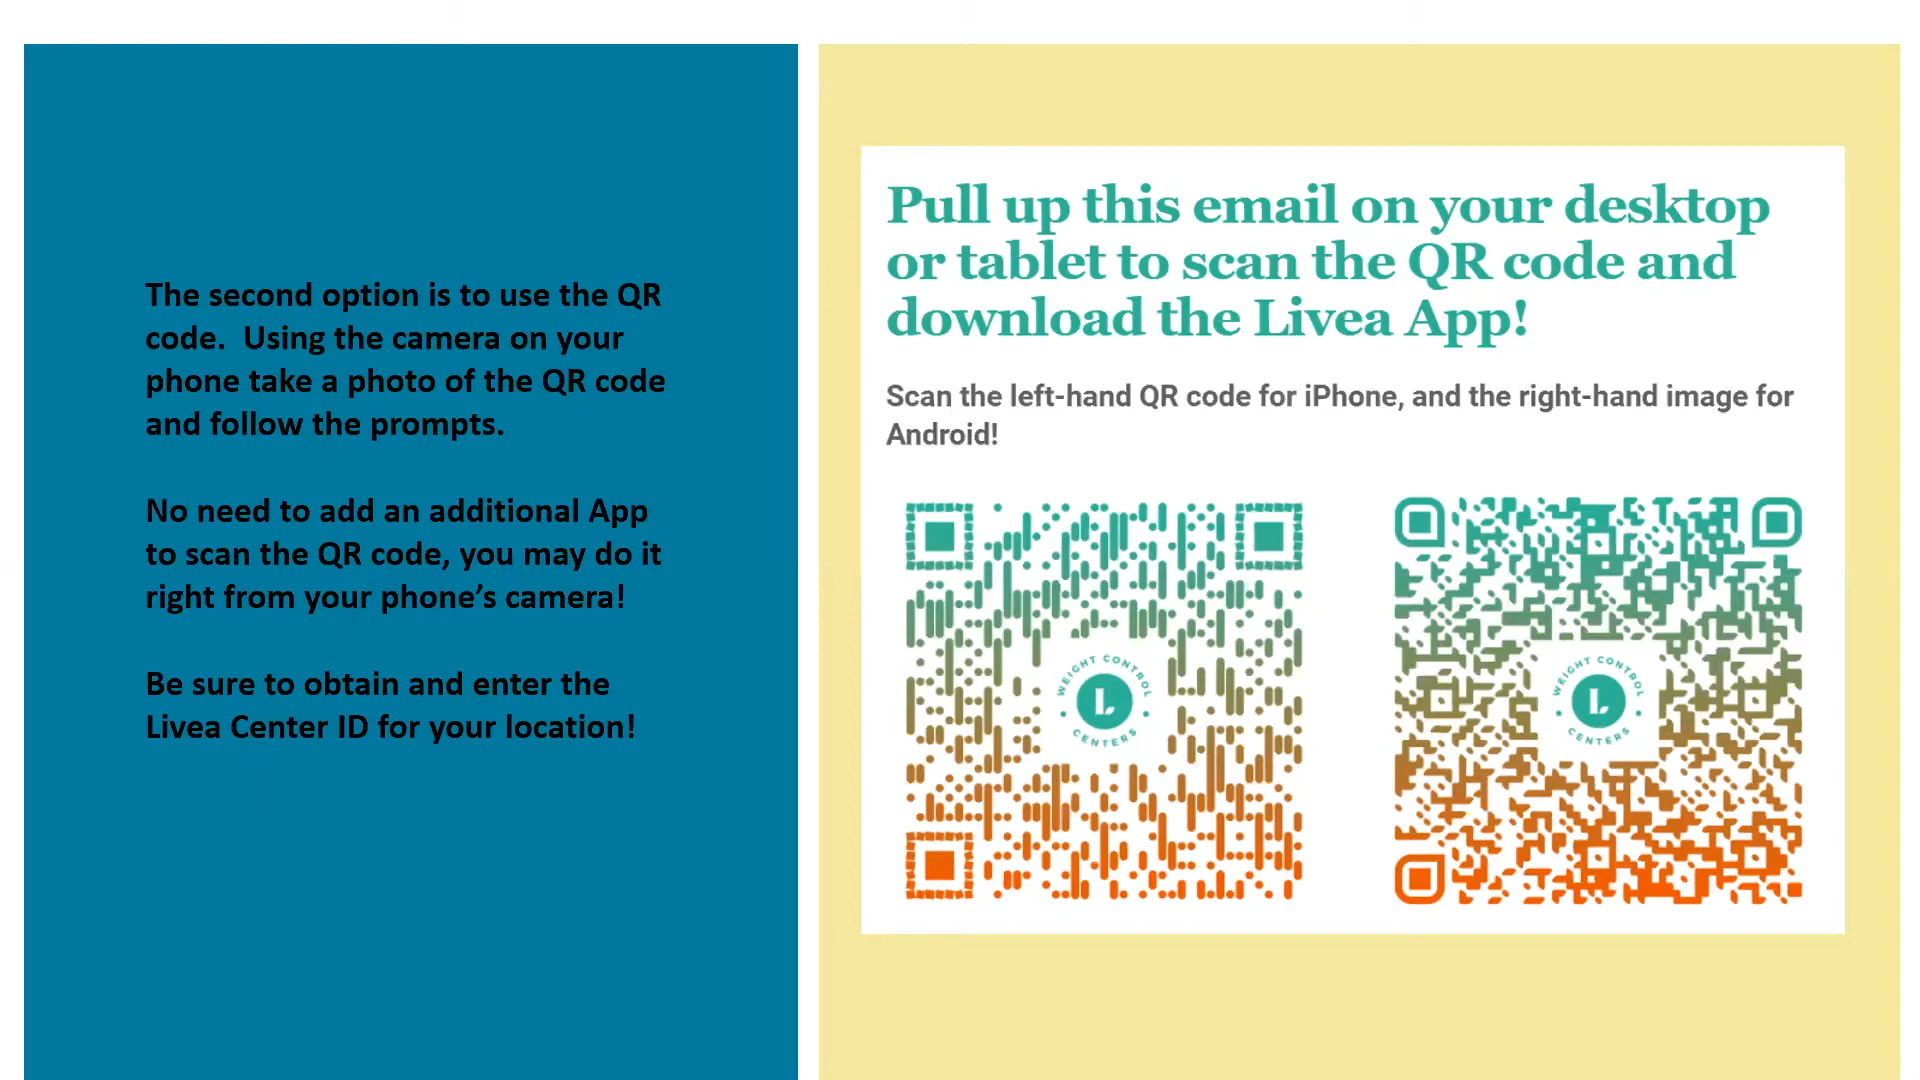 The second option is to use the QR
code.  Using the camera on your
phone take a photo of the QR code
and follow the prompts.
No need to add an additional App
to scan the QR code, you may do it
right from your phone’s camera!
Be sure to obtain and enter the
Livea Center ID for your location!
Pull up this email on your desktop
or tablet to scan the QR code and
download the Livea App!
Scan the left-hand QR code for iPhone, and the right-hand image for
Android!
WEIGHT CONTROL
L
CENTERS
WEIGHT CONTROL
L
CENTERS